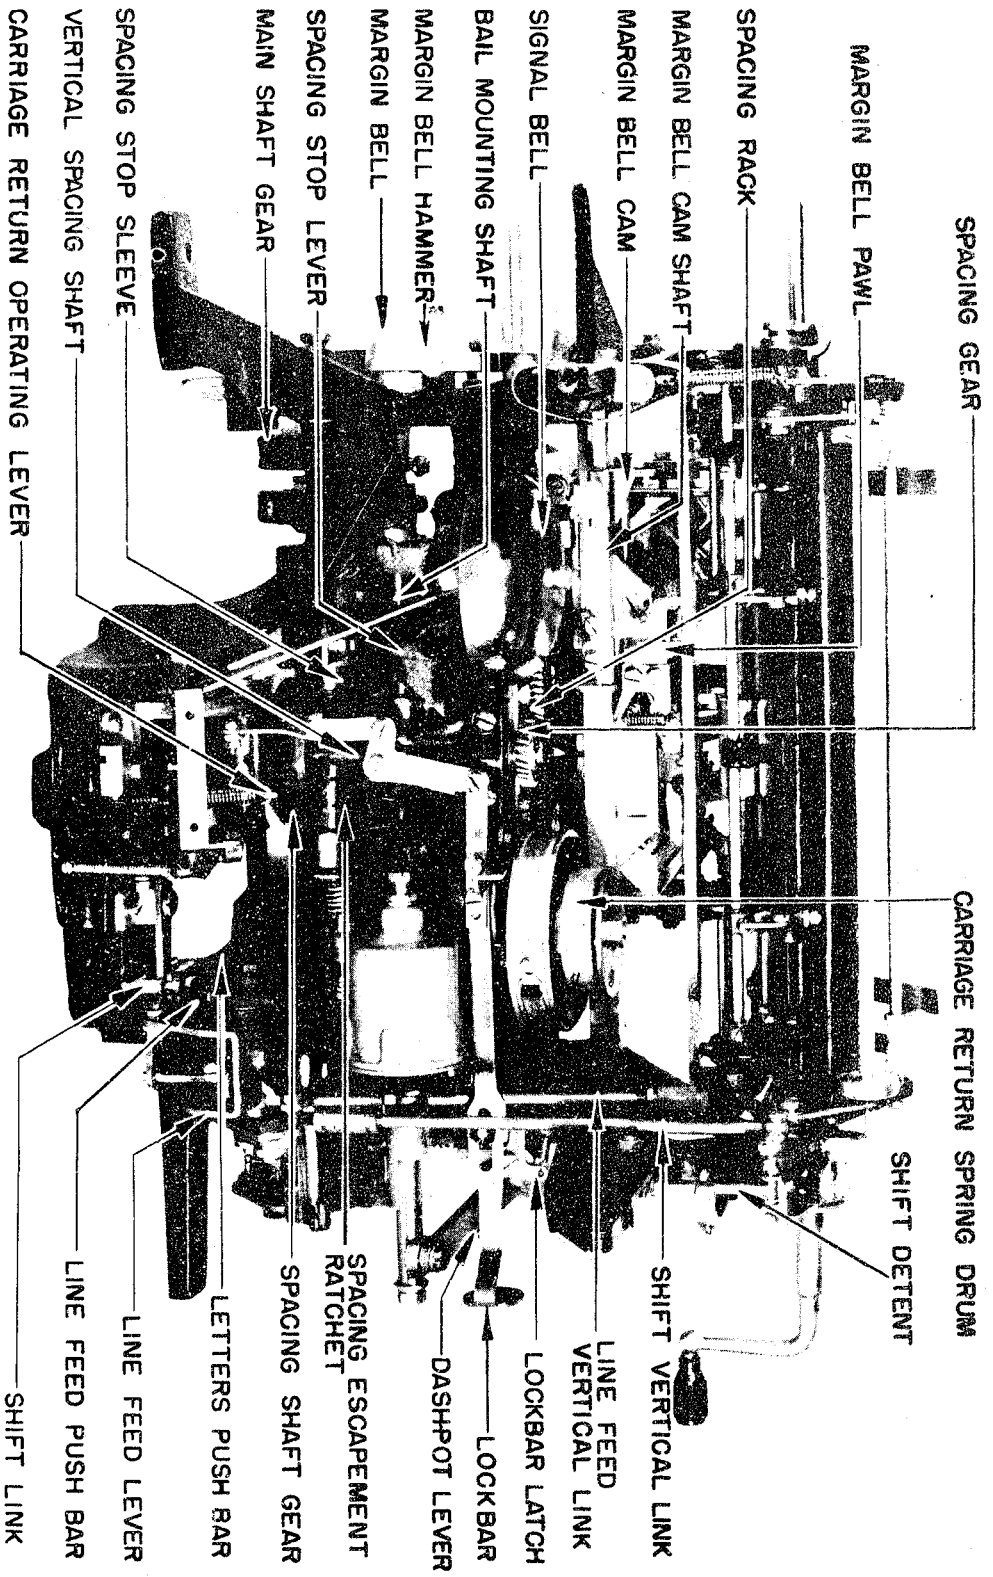 SPACING GEAR
MARGIN BELL PAWL
SPACING RACK
MARGIN BELL CAM SHAFT
MARGIN BELL CAM
SIGNAL BELL
BAIL MOUNTING SHAFT
MARGIN BELL HAMMER
MARGIN BELL
SPACING STOP LEVER
MAIN SHAFT GEAR
SPACING STOP SLEEVE
VERTICAL SPACING SHAFT
CARRIAGE RETURN OPERATING LEVER
CARRIAGE RETURN SPRING DRUM
SHIFT DETENT
SHIFT VERTICAL LINK
LINE FEED
VERTICAL LINK
LOCKBAR LATCH
LOCKBAR
DASHPOT LEVER
SPACING ESCAPEMENT
RATCHET
SPACING SHAFT GEAR
LETTERS PUSH BAR
LINE FEED LEVER
LINE FEED PUSH BAR
SHIFT LINK